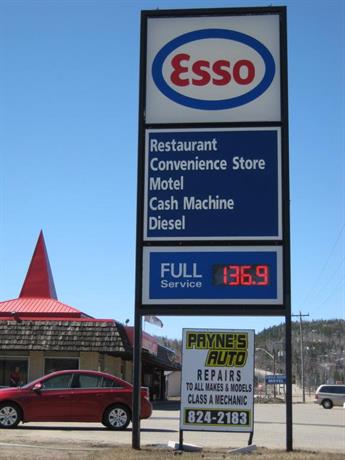 Esso
Restaurant
Convenience Store
Motel
Cash Machine
Diesel
FULL
Service
136.9
PAYNE'S
AUTO
REPAIRS
TO ALL MAKES & MODELS
CLASS A MECHANIC
824-2183
MOTEL